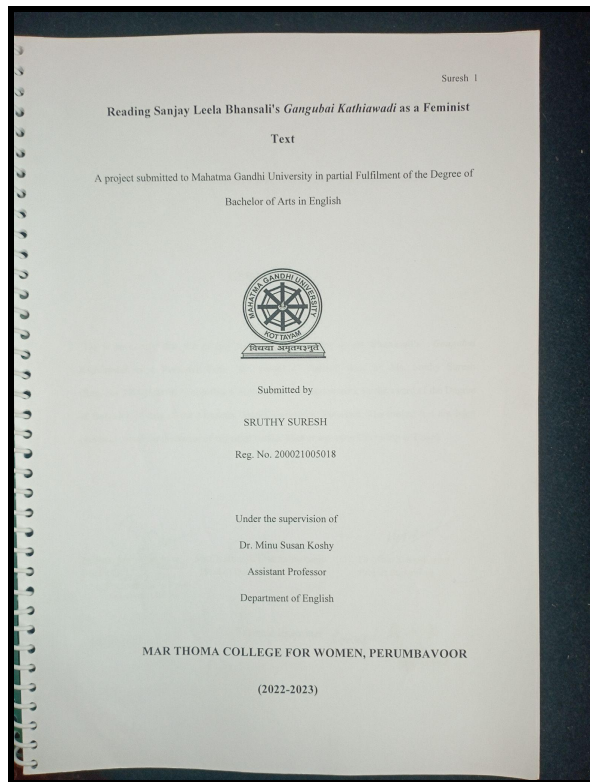 Suresh 1
Reading Sanjay Leela Bhansali's Gangubai Kathiawadi as a Feminist
Text
A project submitted to Mahatma Gandhi University in partial Fulfilment of the Degree of
Bachelor of Arts in English
MAHATMA GANDHI UNIVERSITY
KOTTAYAM
विद्यया अमृतमश्नुते
Submitted by
SRUTHY SURESH
Reg. No. 200021005018
Under the supervision of
Dr. Minu Susan Koshy
Assistant Professor
Department of English
MAR THOMA COLLEGE FOR WOMEN, PERUMBAVOOR
(2022-2023)